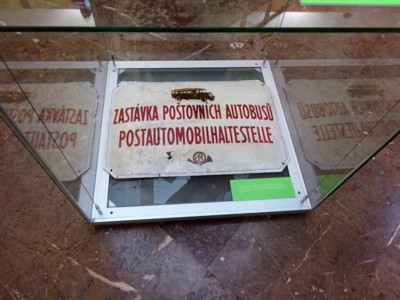 ZASTÁVKA POŠTOVNÍCH AUTOBUSŮ
POSTAUTOMOBILHALTESTELLE